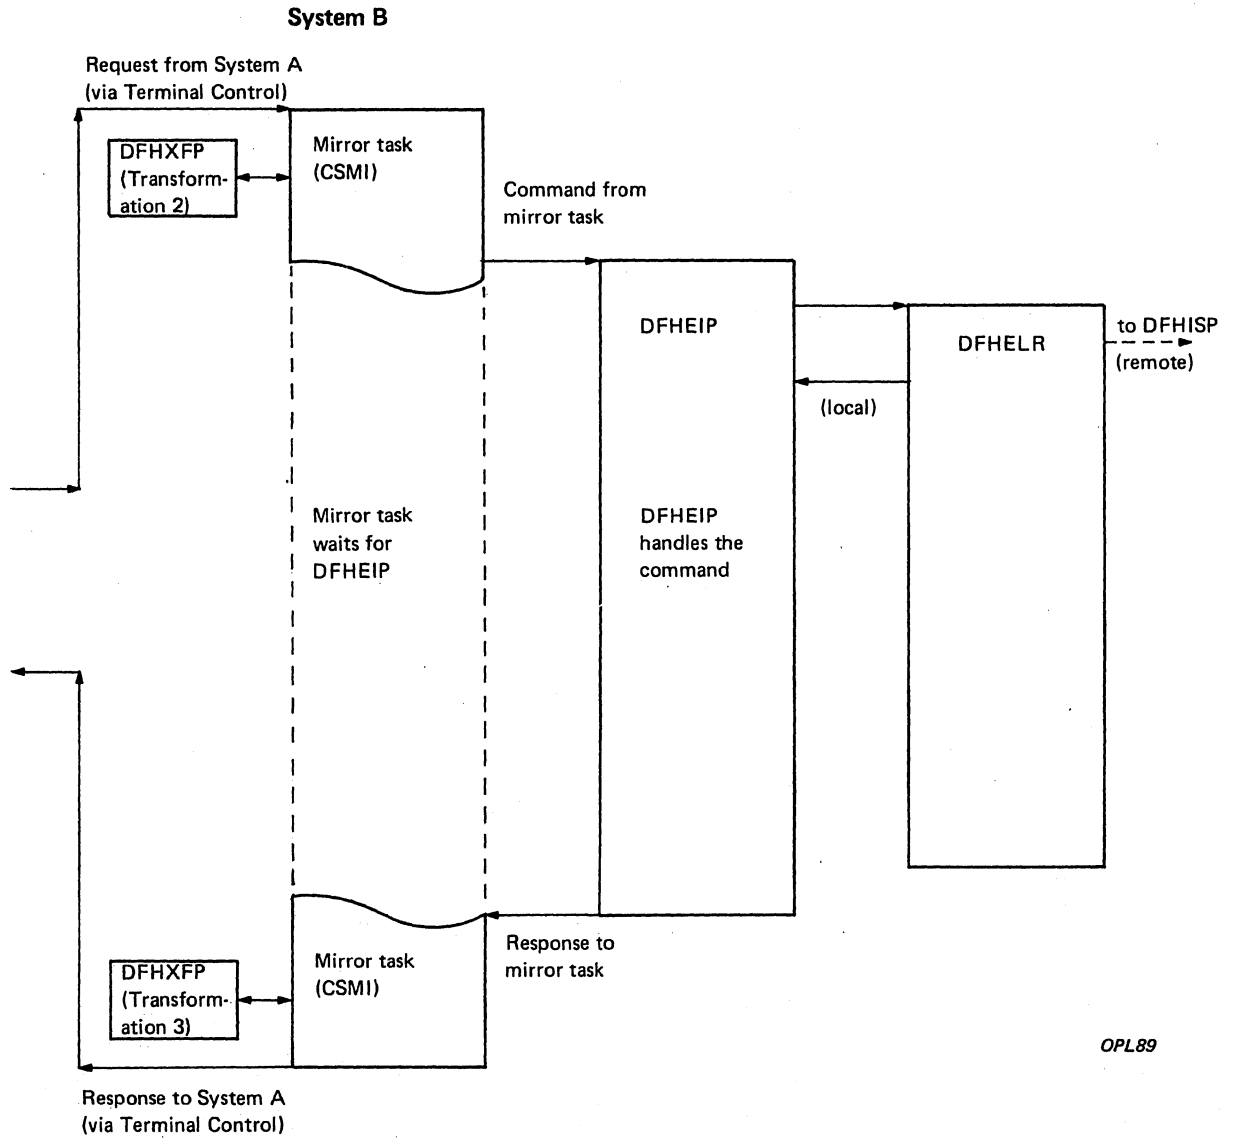 System B
Request from System A
(via Terminal Control)
DFHXFP
(Transform-
ation 2)
Mirror task
(CSMI)
Command from
mirror task
DFHEIP
DFHELR
to DFHISP
(remote)
(local)
Mirror task
waits for
DFHEIP
DFHEIP
handles the
command
Response to
mirror task
DFHXFP
(Transform-
ation 3)
Mirror task
(CSMI)
OPL89
Response to System A
(via Terminal Control)